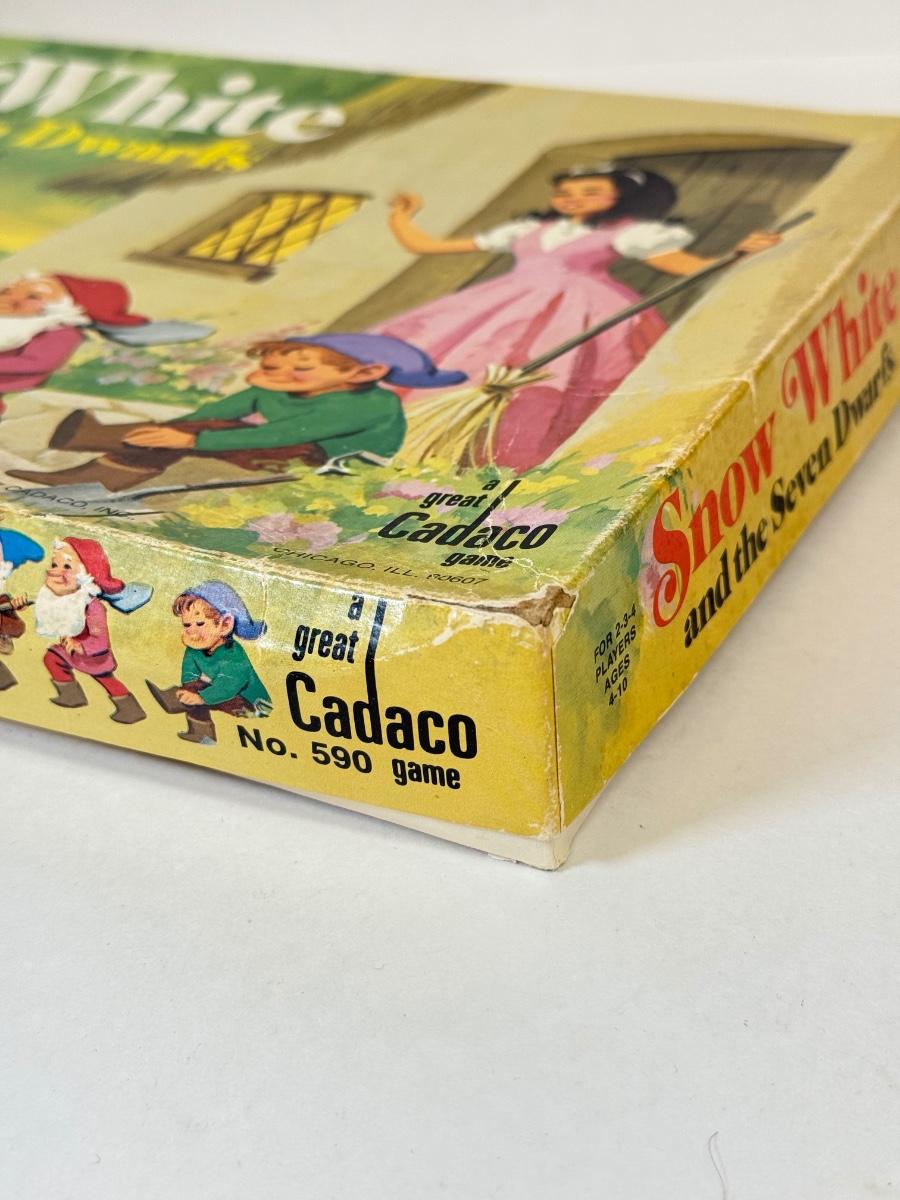 White
Dwarfs
CADACO, INC.
a
great
Cadaco
game
CHICAGO, ILL. 60607
a
great
Cadaco
No. 590 game
Snow White
and the Seven Dwarfs
FOR 2-3-4
PLAYERS
AGES
4-10